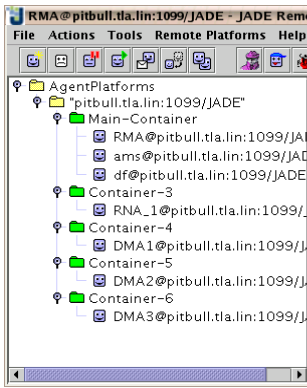 RMA@pitbull.tla.lin:1099/JADE - JADE Rem
File Actions Tools Remote Platforms Help
AgentPlatforms
"pitbull.tla.lin:1099/JADE"
Main-Container
RMA@pitbull.tla.lin:1099/JA
ams@pitbull.tla.lin:1099/JAD
df@pitbull.tla.lin:1099/JADE
Container-3
RNA_1@pitbull.tla.lin:1099/J
Container-4
DMA1@pitbull.tla.lin:1099/J
Container-5
DMA2@pitbull.tla.lin:1099/J
Container-6
DMA3@pitbull.tla.lin:1099/J